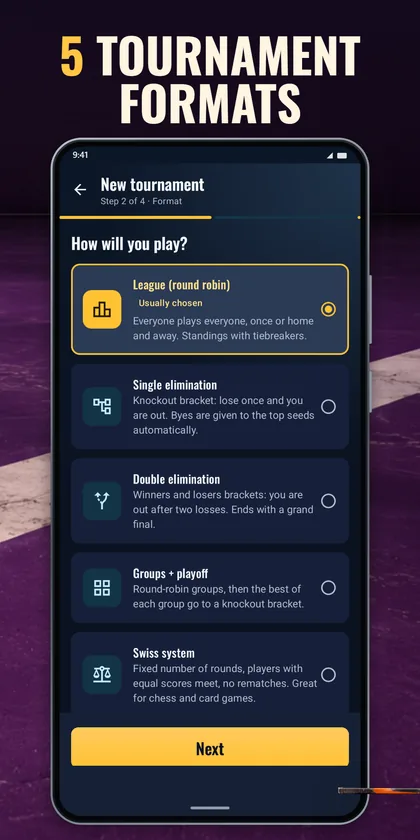 5 TOURNAMENT
FORMATS
9:41
New tournament
Step 2 of 4 · Format
How will you play?
League (round robin)
Usually chosen
Everyone plays everyone, once or home
and away. Standings with tiebreakers.
Single elimination
Knockout bracket: lose once and you
are out. Byes are given to the top seeds
automatically.
Double elimination
Winners and losers brackets: you are
out after two losses. Ends with a grand
final.
Groups + playoff
Round-robin groups, then the best of
each group go to a knockout bracket.
Swiss system
Fixed number of rounds, players with
equal scores meet, no rematches. Great
for chess and card games.
Next